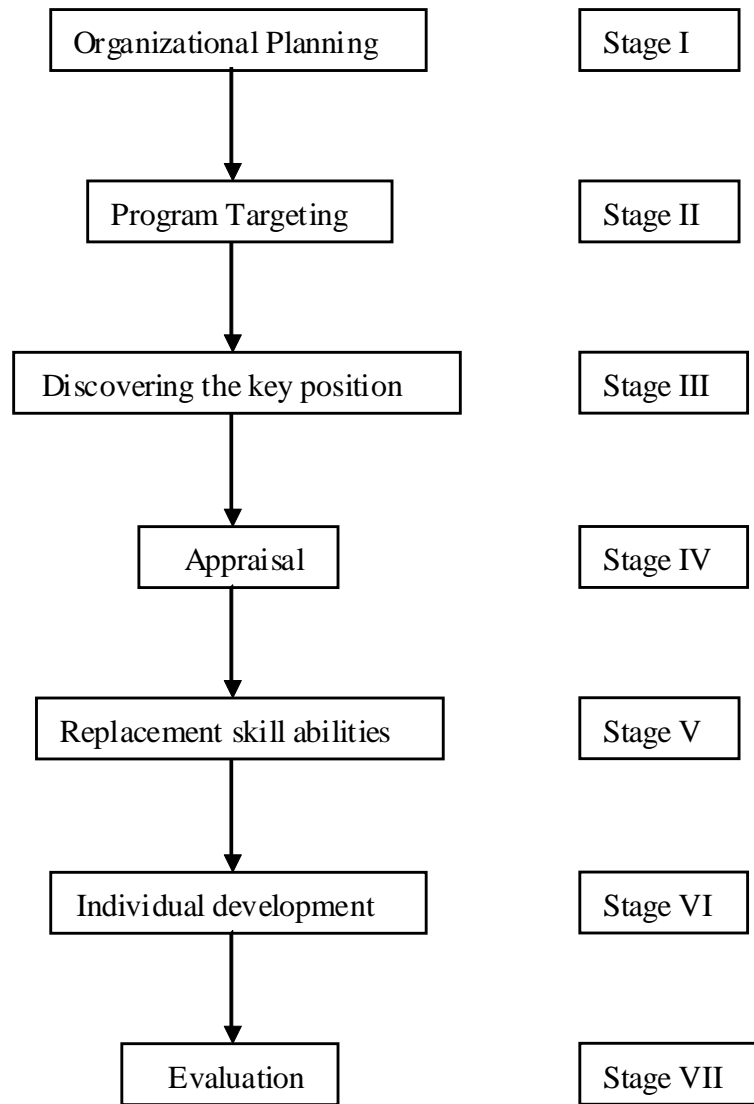 Organizational Planning
Stage I
Program Targeting
Stage II
Discovering the key position
Stage III
Appraisal
Stage IV
Replacement skill abilities
Stage V
Individual development
Stage VI
Evaluation
Stage VII